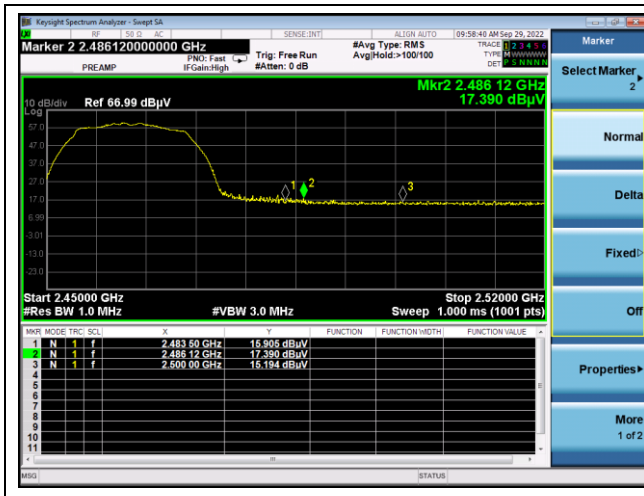 Keysight Spectrum Analyzer - Swept SA
RF 50 Ω AC SENSE:INT ALIGN AUTO 09:58:40 AM Sep 29, 2022
Marker 2 2.486120000000 GHz
PREAMP
PNO: Fast
IFGain:High
Trig: Free Run
#Atten: 0 dB
#Avg Type: RMS
Avg|Hold:>100/100
TRACE 1 2 3 4 5 6
TYPE M W W W W W
DET P S N N N N
Mkr2 2.486 12 GHz
17.390 dBµV
10 dB/div Ref 66.99 dBµV
Log
57.0
47.0
37.0
27.0
17.0
6.99
-3.01
-13.0
-23.0
1 2 3
Start 2.45000 GHz Stop 2.52000 GHz
#Res BW 1.0 MHz #VBW 3.0 MHz Sweep 1.000 ms (1001 pts)
MKR MODE TRC SCL X Y FUNCTION FUNCTION WIDTH FUNCTION VALUE
1 N 1 f 2.483 50 GHz 15.905 dBµV
2 N 1 f 2.486 12 GHz 17.390 dBµV
3 N 1 f 2.500 00 GHz 15.194 dBµV
4
5
6
7
8
9
10
11
MSG STATUS
Marker
Select Marker
2
Normal
Delta
Fixed
Off
Properties
More
1 of 2